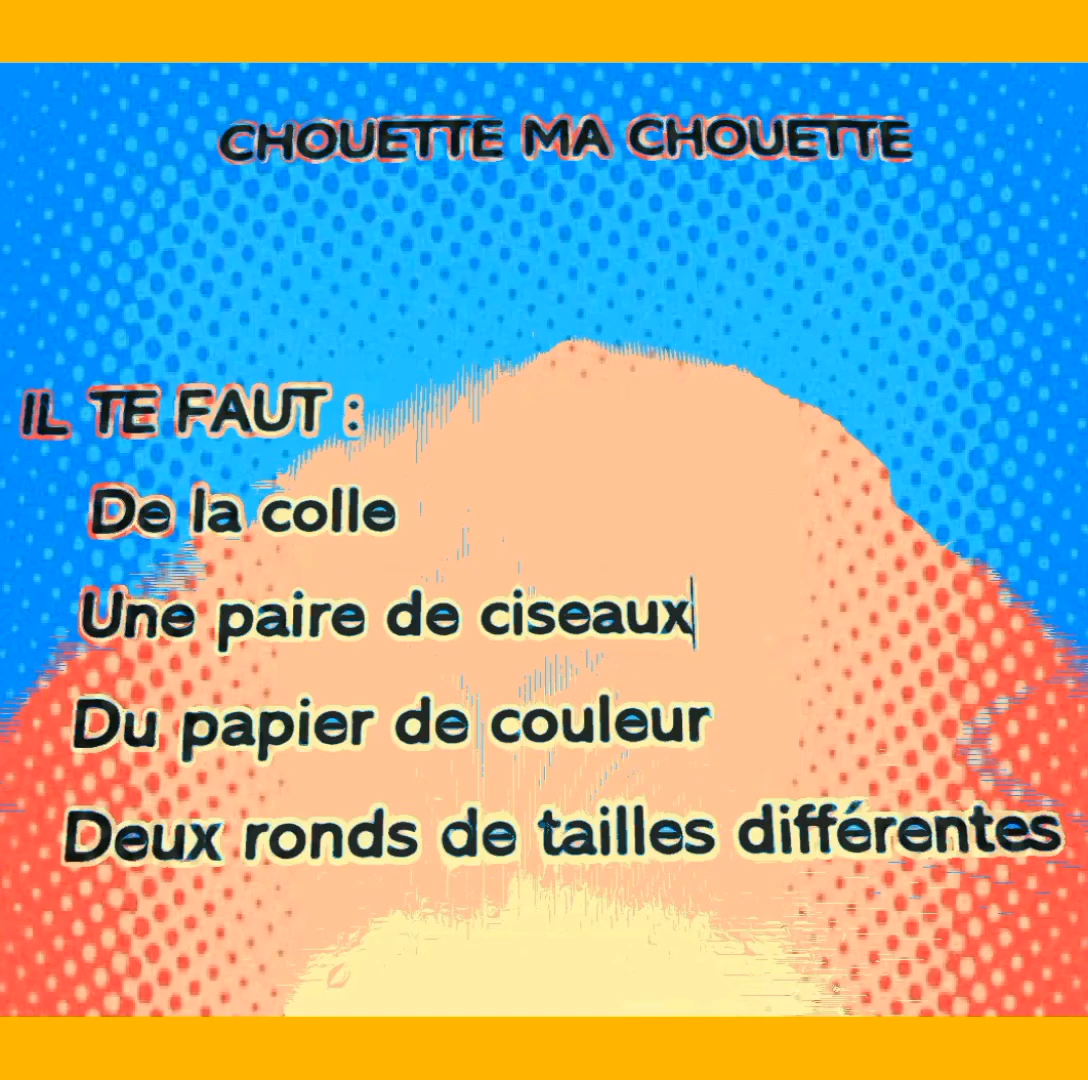 CHOUETTE MA CHOUETTE
IL TE FAUT :
De la colle
Une paire de ciseaux
Du papier de couleur
Deux ronds de tailles différentes